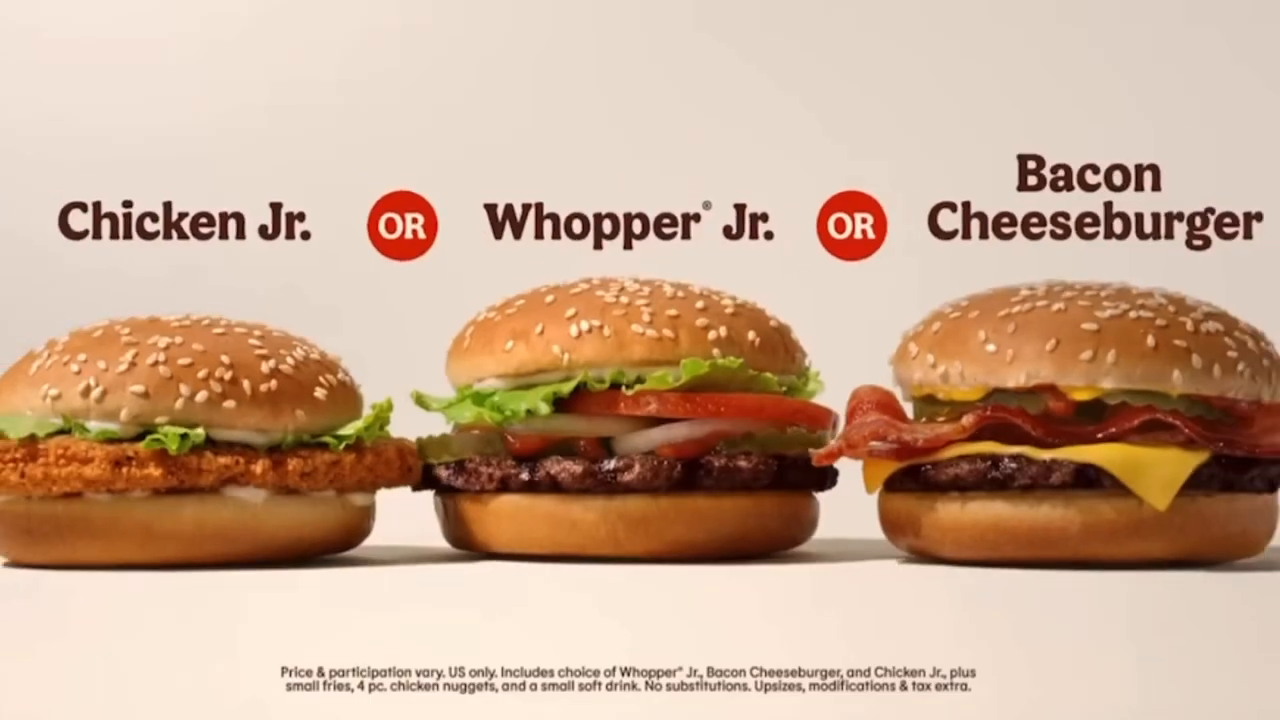 Chicken Jr.
OR
Whopper® Jr.
OR
Bacon
Cheeseburger
Price & participation vary. US only. Includes choice of Whopper® Jr., Bacon Cheeseburger, and Chicken Jr., plus
small fries, 4 pc. chicken nuggets, and a small soft drink. No substitutions. Upsizes, modifications & tax extra.